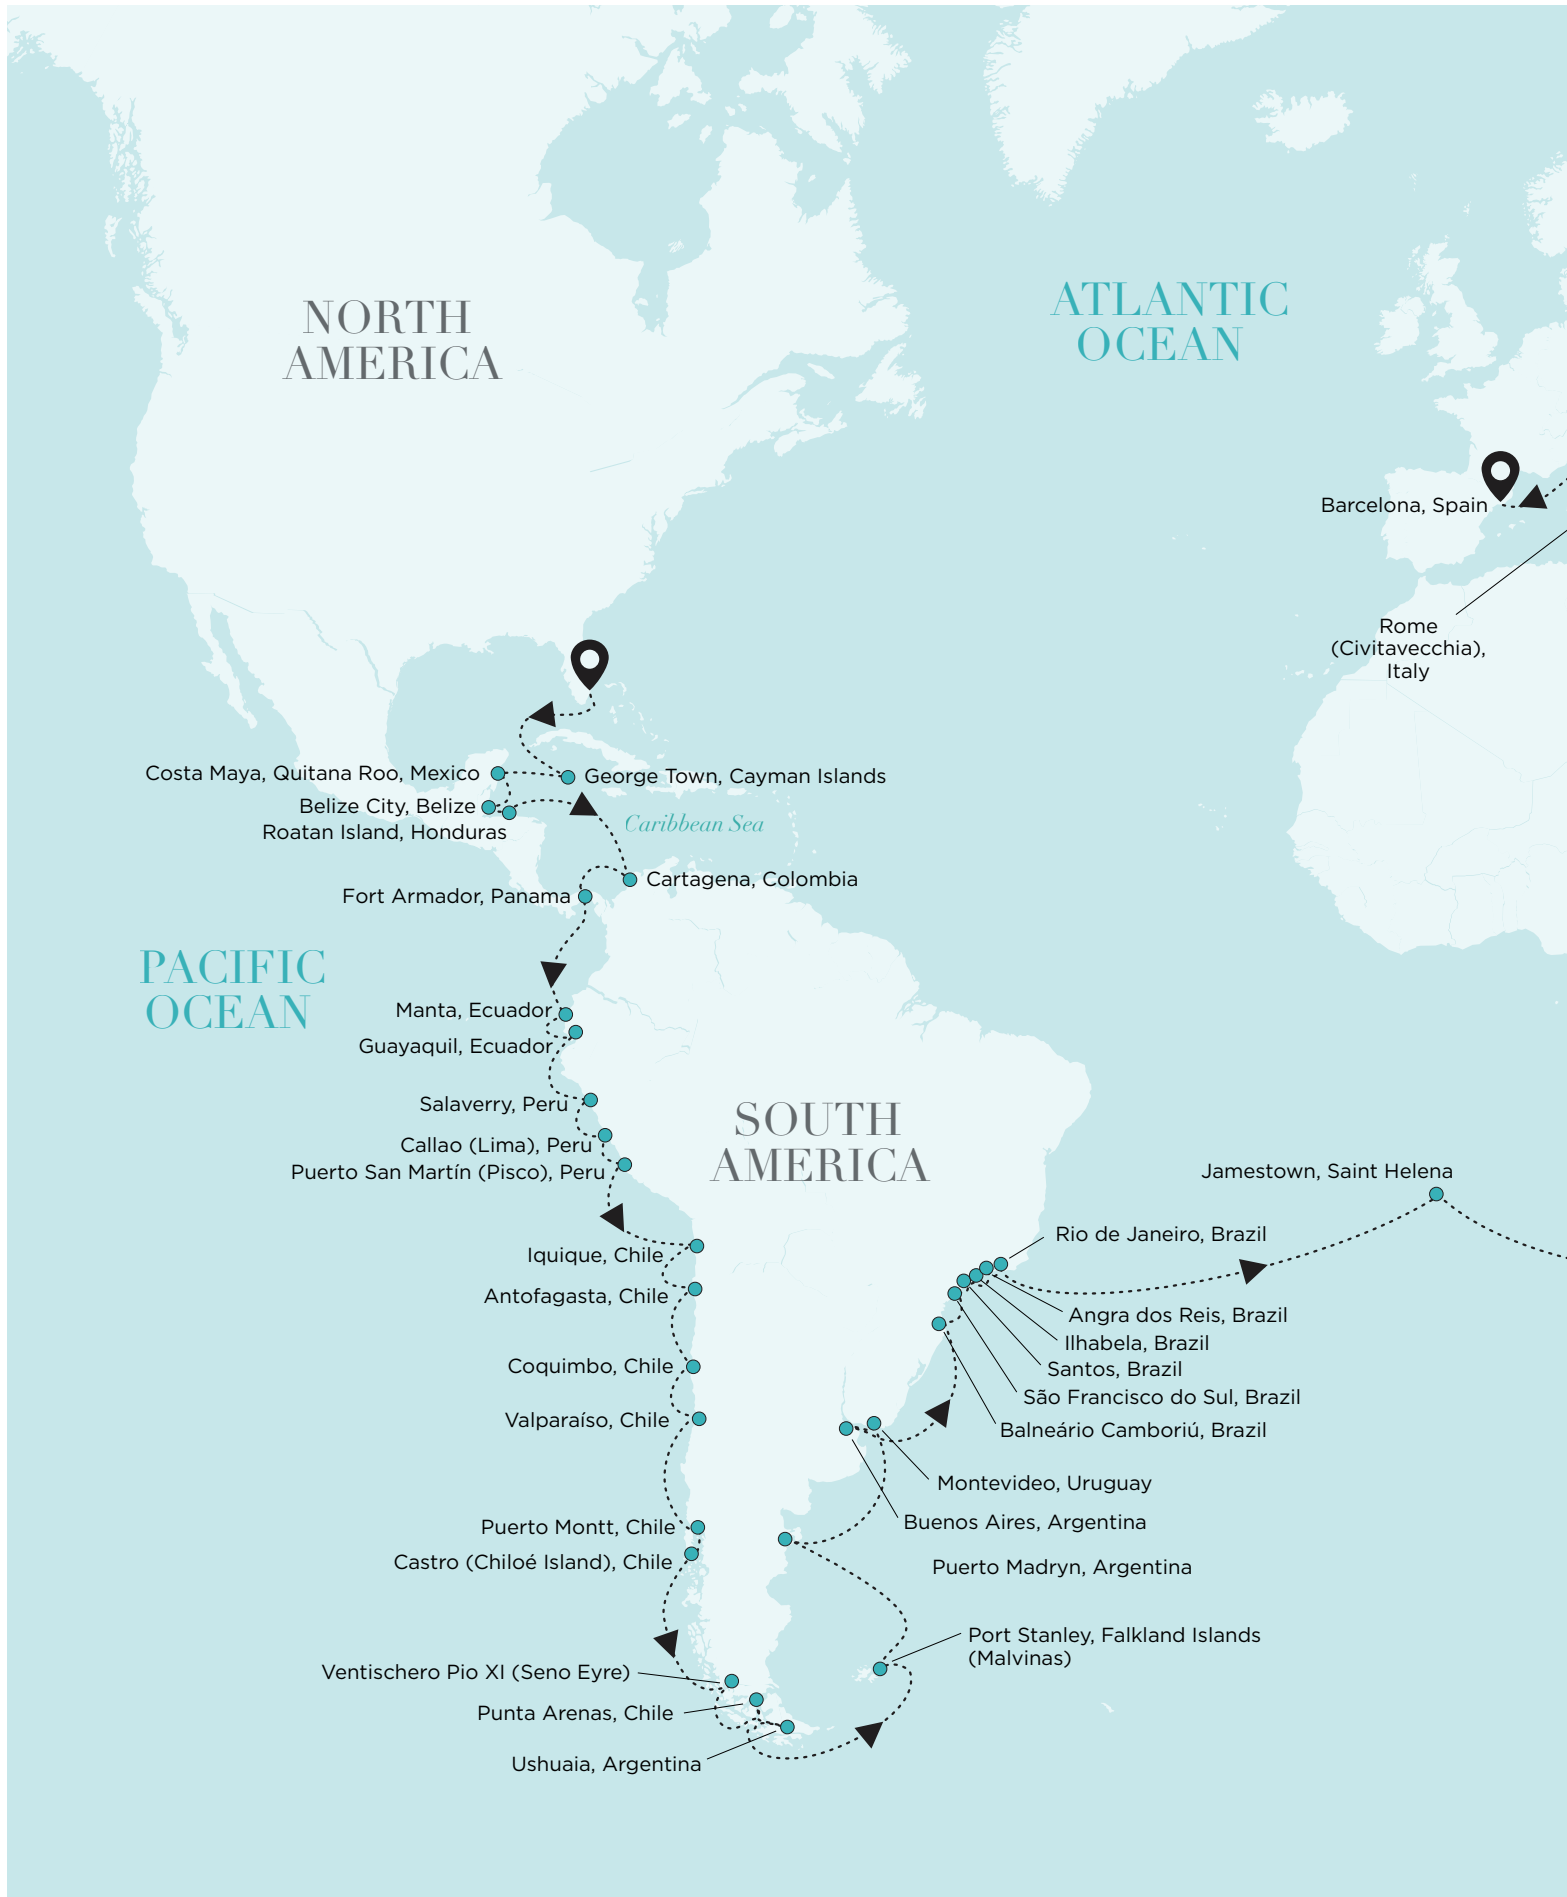 NORTH
AMERICA
ATLANTIC
OCEAN
Barcelona, Spain
Rome
(Civitavecchia),
Italy
Costa Maya, Quitana Roo, Mexico
George Town, Cayman Islands
Belize City, Belize
Roatan Island, Honduras
Caribbean Sea
Cartagena, Colombia
Fort Armador, Panama
PACIFIC
OCEAN
Manta, Ecuador
Guayaquil, Ecuador
Salaverry, Peru
Callao (Lima), Peru
Puerto San Martín (Pisco), Peru
SOUTH
AMERICA
Jamestown, Saint Helena
Rio de Janeiro, Brazil
Iquique, Chile
Antofagasta, Chile
Angra dos Reis, Brazil
Ilhabela, Brazil
Santos, Brazil
São Francisco do Sul, Brazil
Balneário Camboriú, Brazil
Coquimbo, Chile
Valparaíso, Chile
Montevideo, Uruguay
Buenos Aires, Argentina
Puerto Montt, Chile
Castro (Chiloé Island), Chile
Puerto Madryn, Argentina
Port Stanley, Falkland Islands
(Malvinas)
Ventischero Pio XI (Seno Eyre)
Punta Arenas, Chile
Ushuaia, Argentina